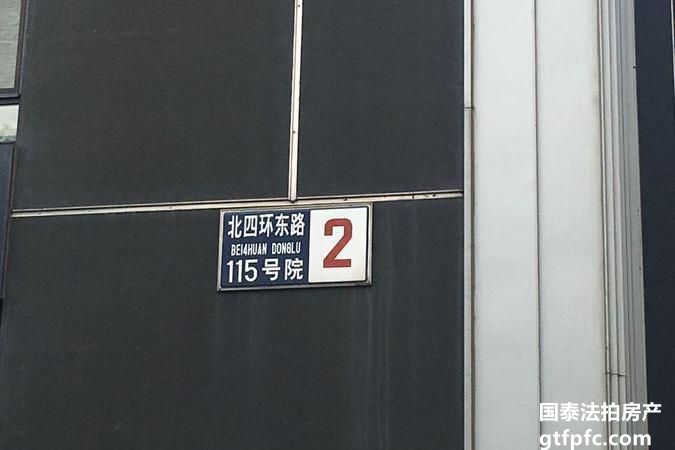 北四环东路
BEI4HUAN DONGLU
115号院
2
国泰法拍房产
gtfpfc.com